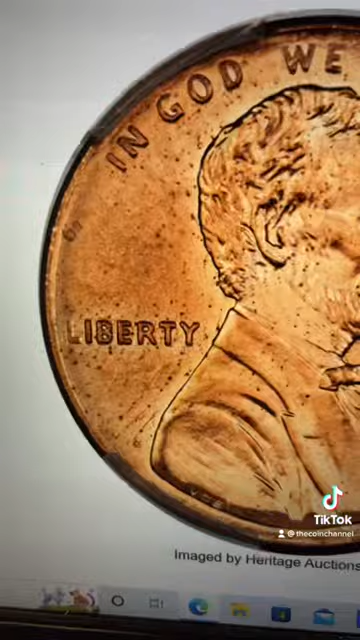 IN GOD WE
LIBERTY
TikTok
@thecoinchannel
Imaged by Heritage Auctions